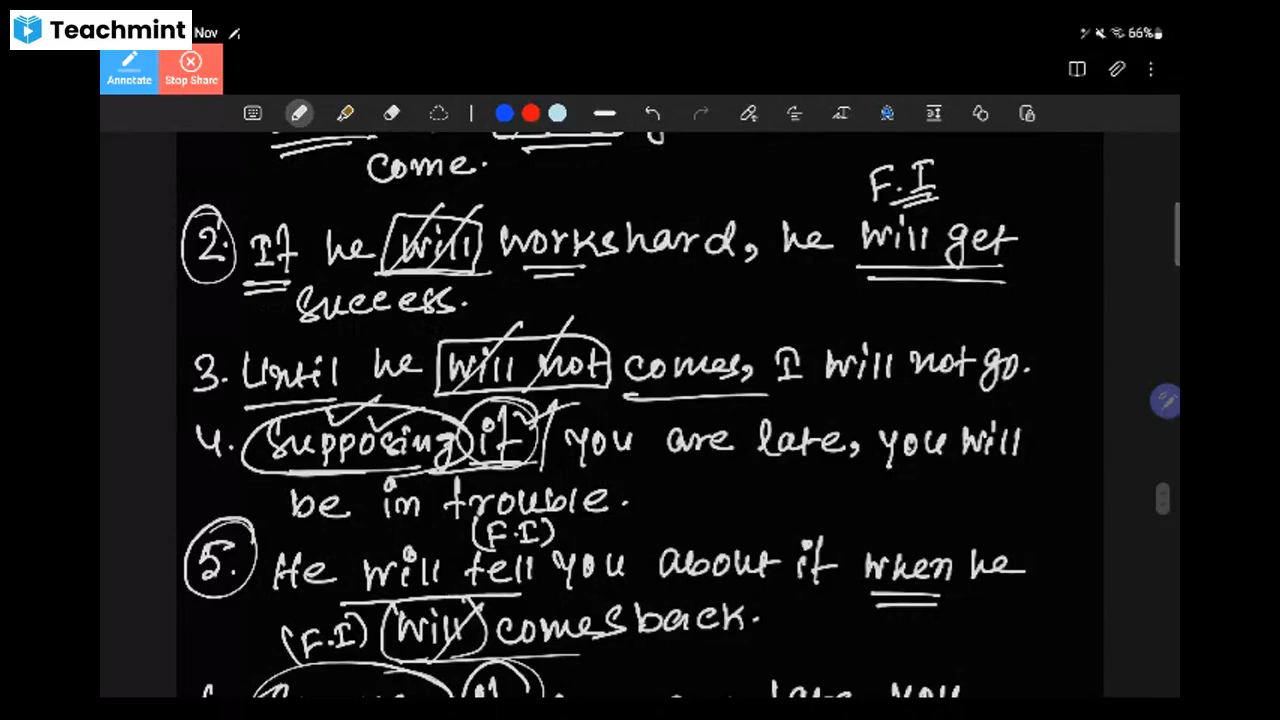 Teachmint
Nov
66%
Annotate
Stop Share
come.
F.I
2. If he will works hard, he will get
success.
3. Until he will not comes, I will not go.
4. Supposing if you are late, you will
be in trouble.
(F.I)
5. He will tell you about it when he
(F.I) will comes back.